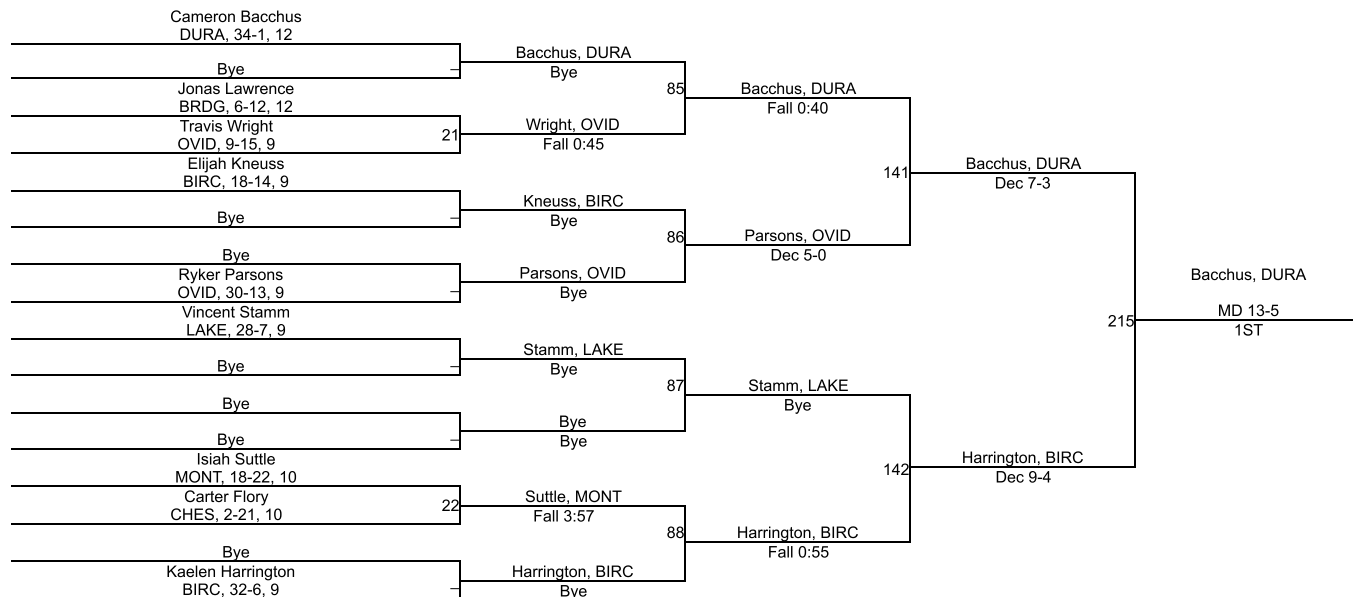 Cameron Bacchus
DURA, 34-1, 12
Bye
–
Jonas Lawrence
BRDG, 6-12, 12
Travis Wright
OVID, 9-15, 9
21
Elijah Kneuss
BIRC, 18-14, 9
Bye
–
Bye
Ryker Parsons
OVID, 30-13, 9
–
Vincent Stamm
LAKE, 28-7, 9
Bye
–
Bye
Bye
–
Isiah Suttle
MONT, 18-22, 10
Carter Flory
CHES, 2-21, 10
22
Bye
Kaelen Harrington
BIRC, 32-6, 9
–
Bacchus, DURA
Bye
85
Wright, OVID
Fall 0:45
Kneuss, BIRC
Bye
86
Parsons, OVID
Bye
Stamm, LAKE
Bye
87
Bye
Bye
Suttle, MONT
Fall 3:57
88
Harrington, BIRC
Bye
Bacchus, DURA
Fall 0:40
141
Parsons, OVID
Dec 5-0
Stamm, LAKE
Bye
142
Harrington, BIRC
Fall 0:55
Bacchus, DURA
Dec 7-3
215
Harrington, BIRC
Dec 9-4
Bacchus, DURA
MD 13-5
1ST